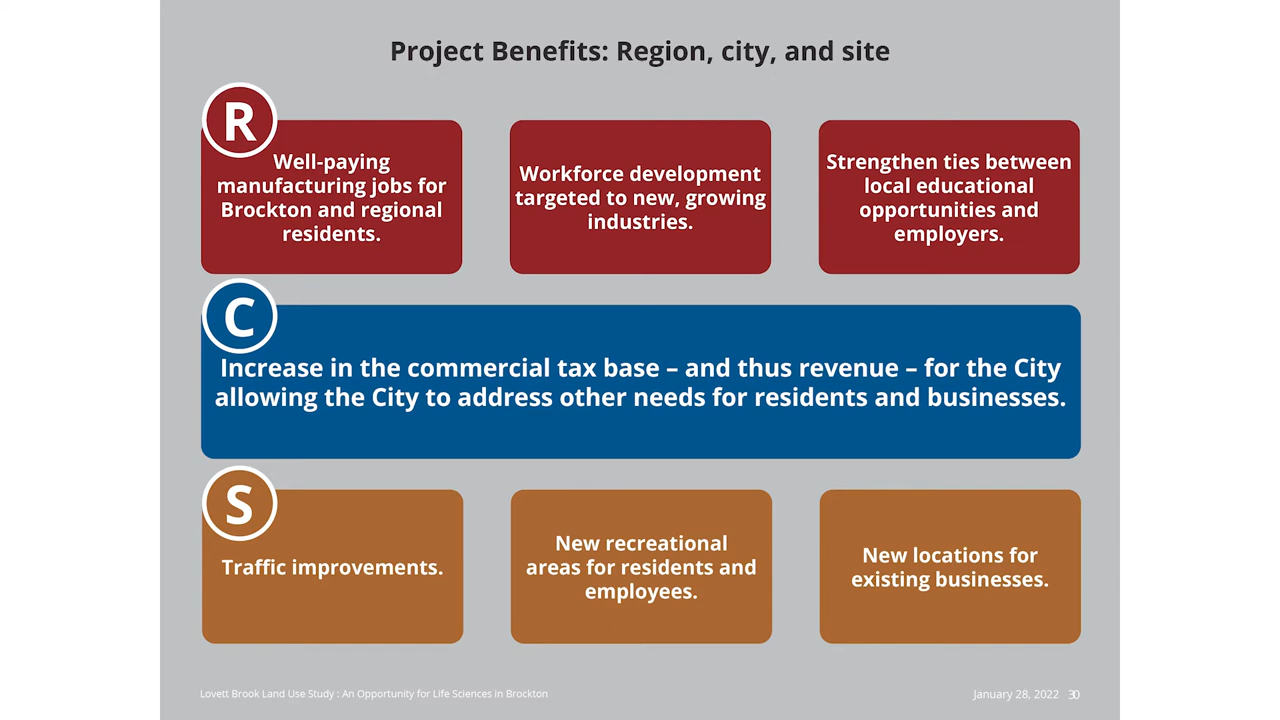 Project Benefits: Region, city, and site
R
Well-paying
manufacturing jobs for
Brockton and regional
residents.
Workforce development
targeted to new, growing
industries.
Strengthen ties between
local educational
opportunities and
employers.
C
Increase in the commercial tax base – and thus revenue – for the City
allowing the City to address other needs for residents and businesses.
S
Traffic improvements.
New recreational
areas for residents and
employees.
New locations for
existing businesses.
Lovett Brook Land Use Study : An Opportunity for Life Sciences in Brockton
January 28, 2022 30